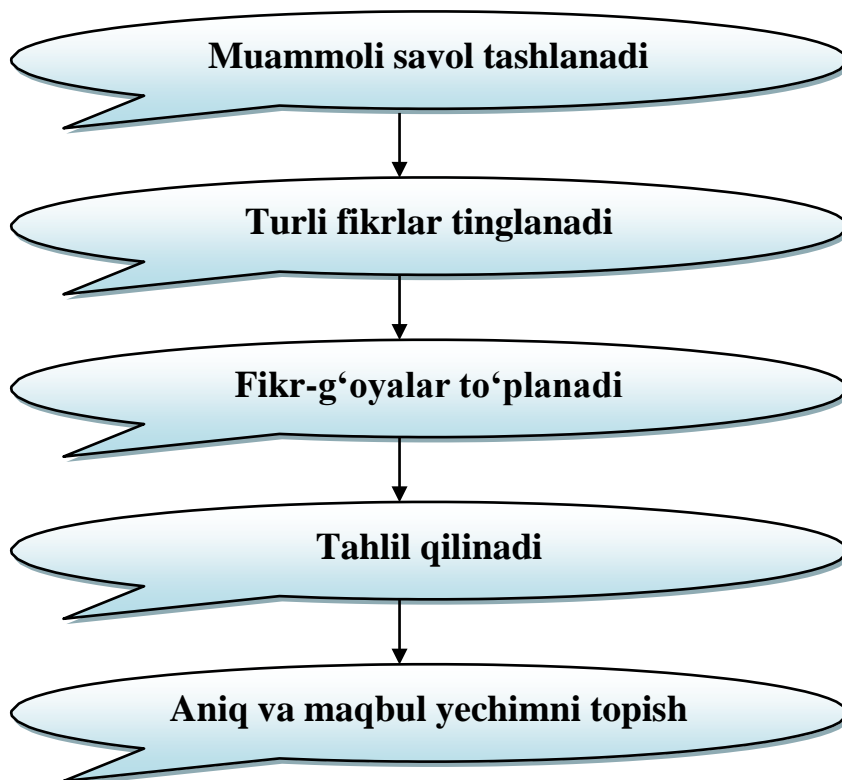 Muammoli savol tashlanadi
Turli fikrlar tinglanadi
Fikr-g‘oyalar to‘planadi
Tahlil qilinadi
Aniq va maqbul yechimni topish